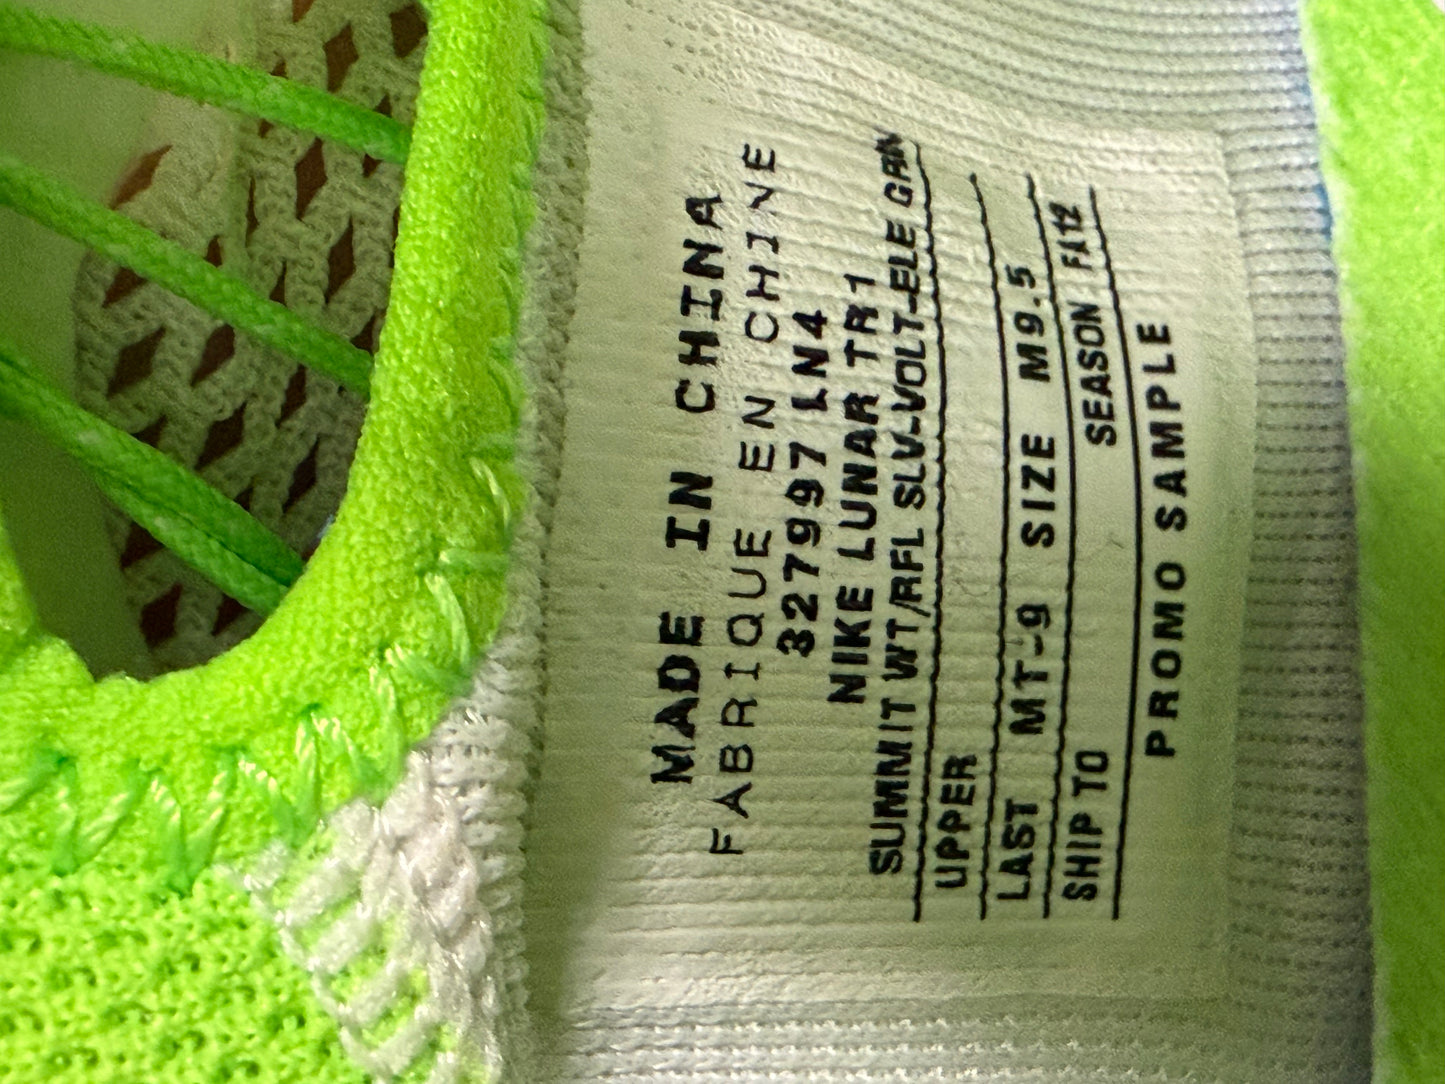 MADE IN CHINA
FABRIQUE EN CHINE
327997 LN4
NIKE LUNAR TR1
SUMMIT WT/RFL SLV-VOLT-ELE GRN
UPPER
LAST MT-9 SIZE M9.5
SHIP TO SEASON FA12
PROMO SAMPLE